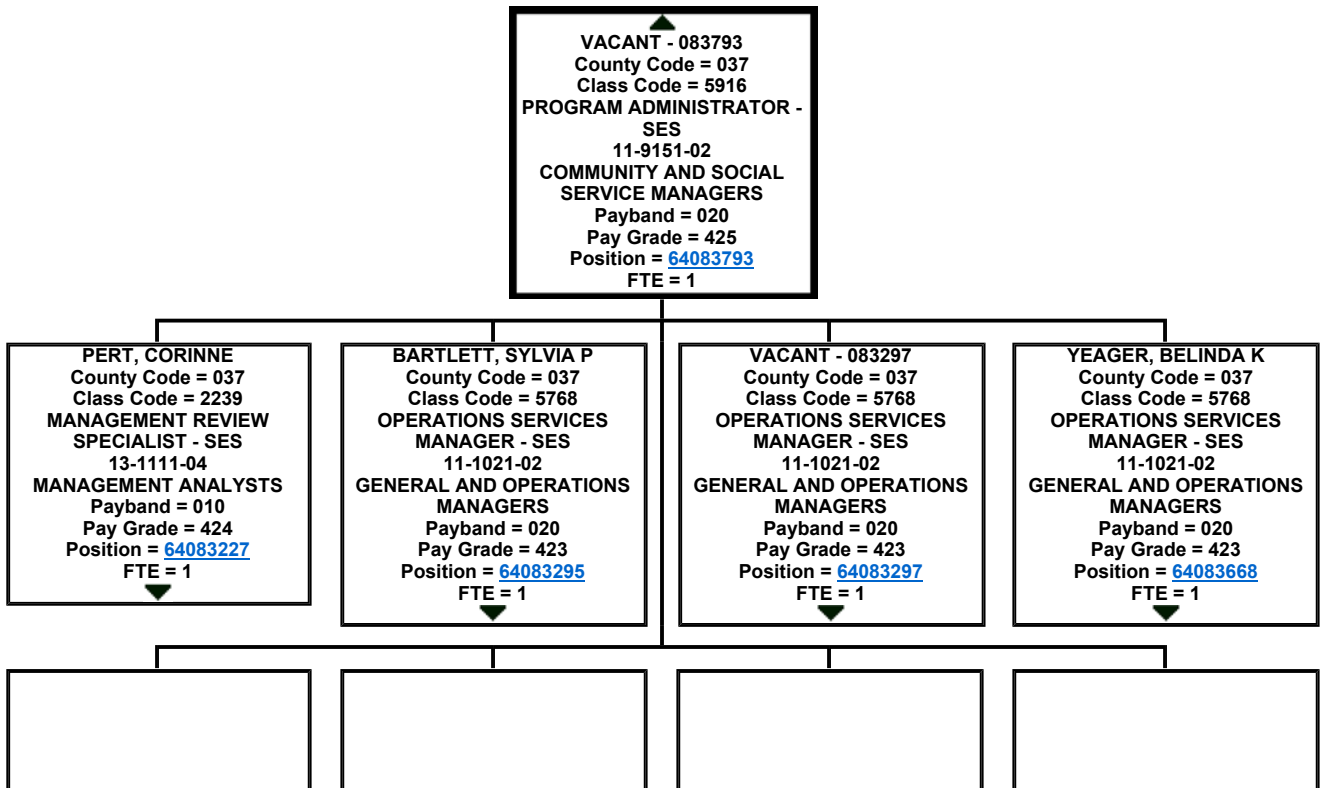 VACANT - 083793
County Code = 037
Class Code = 5916
PROGRAM ADMINISTRATOR -
SES
11-9151-02
COMMUNITY AND SOCIAL
SERVICE MANAGERS
Payband = 020
Pay Grade = 425
Position = 64083793
FTE = 1
PERT, CORINNE
County Code = 037
Class Code = 2239
MANAGEMENT REVIEW
SPECIALIST - SES
13-1111-04
MANAGEMENT ANALYSTS
Payband = 010
Pay Grade = 424
Position = 64083227
FTE = 1
BARTLETT, SYLVIA P
County Code = 037
Class Code = 5768
OPERATIONS SERVICES
MANAGER - SES
11-1021-02
GENERAL AND OPERATIONS
MANAGERS
Payband = 020
Pay Grade = 423
Position = 64083295
FTE = 1
VACANT - 083297
County Code = 037
Class Code = 5768
OPERATIONS SERVICES
MANAGER - SES
11-1021-02
GENERAL AND OPERATIONS
MANAGERS
Payband = 020
Pay Grade = 423
Position = 64083297
FTE = 1
YEAGER, BELINDA K
County Code = 037
Class Code = 5768
OPERATIONS SERVICES
MANAGER - SES
11-1021-02
GENERAL AND OPERATIONS
MANAGERS
Payband = 020
Pay Grade = 423
Position = 64083668
FTE = 1